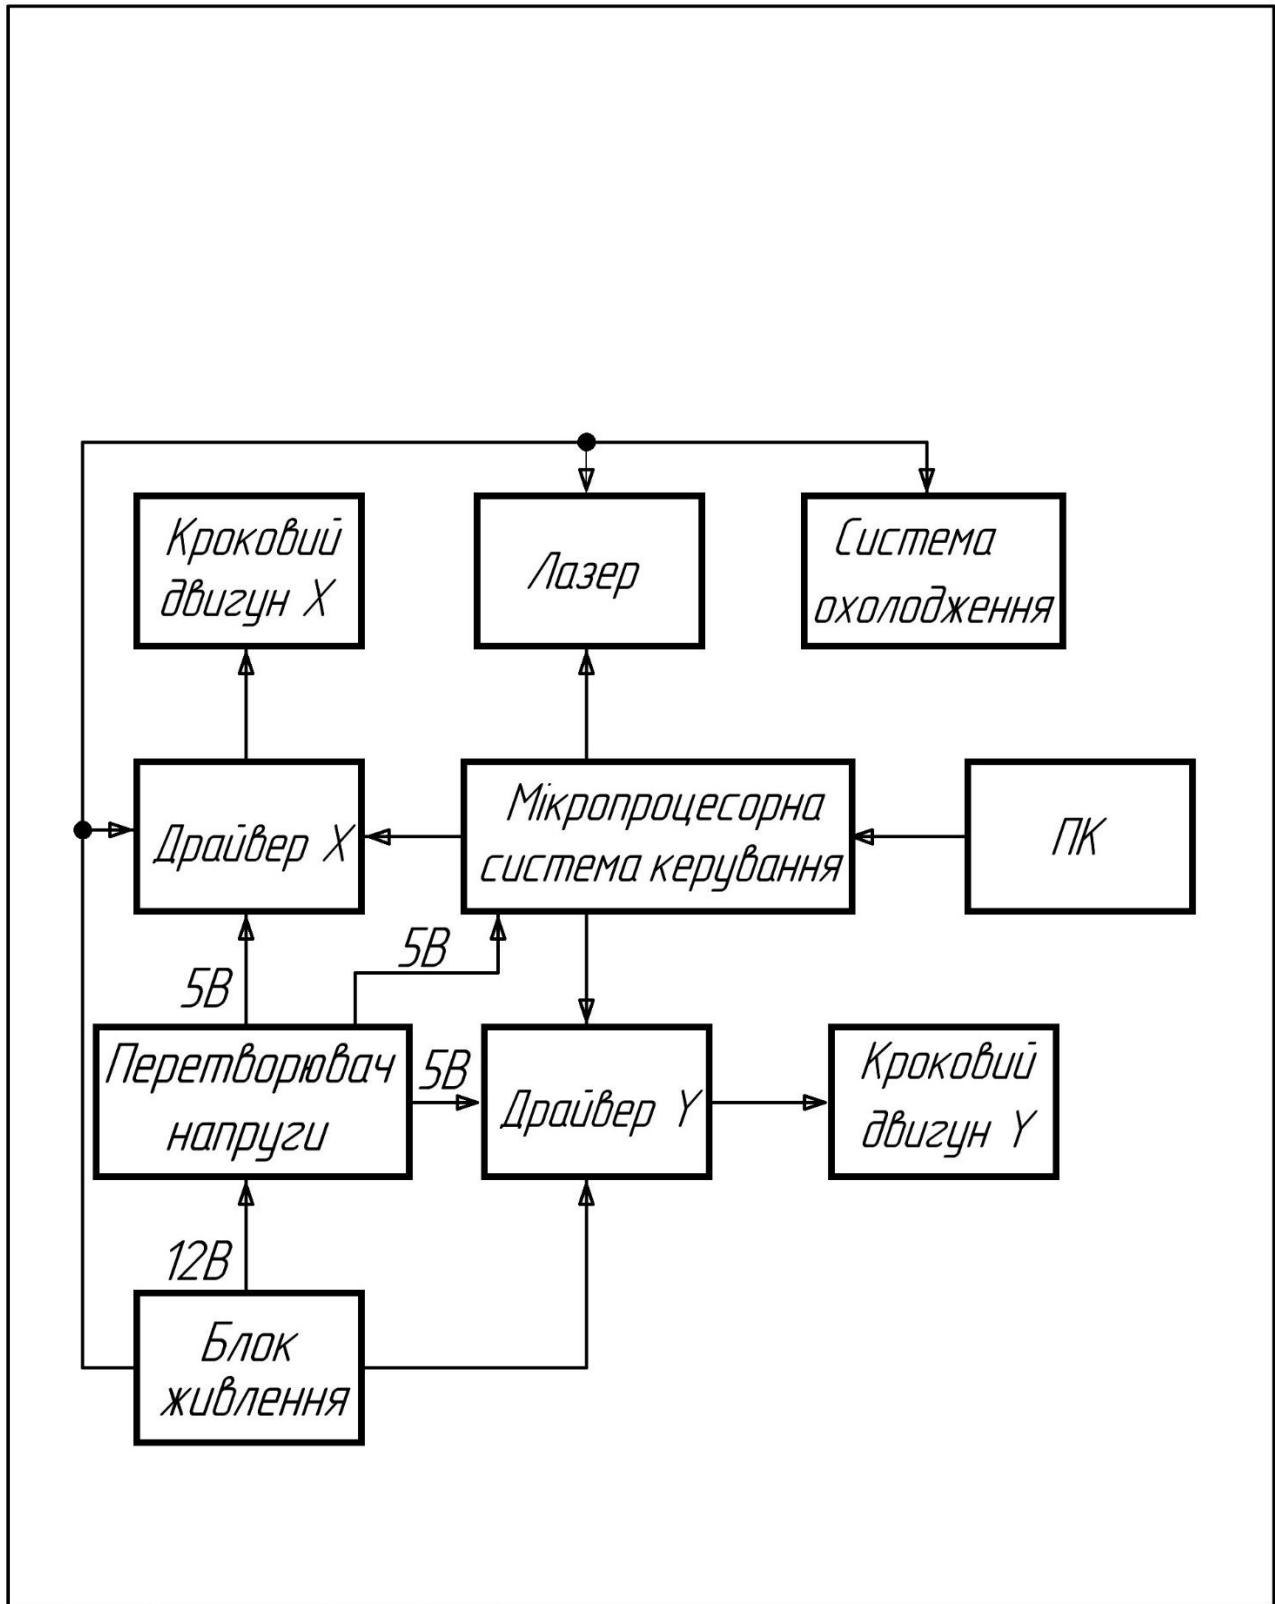 Кроковий
двигун X
Лазер
Система
охолодження
Драйвер X
Мікропроцесорна
система керування
ПК
5В
5В
Перетворювач
напруги
5В
Драйвер Y
Кроковий
двигун Y
12В
Блок
живлення